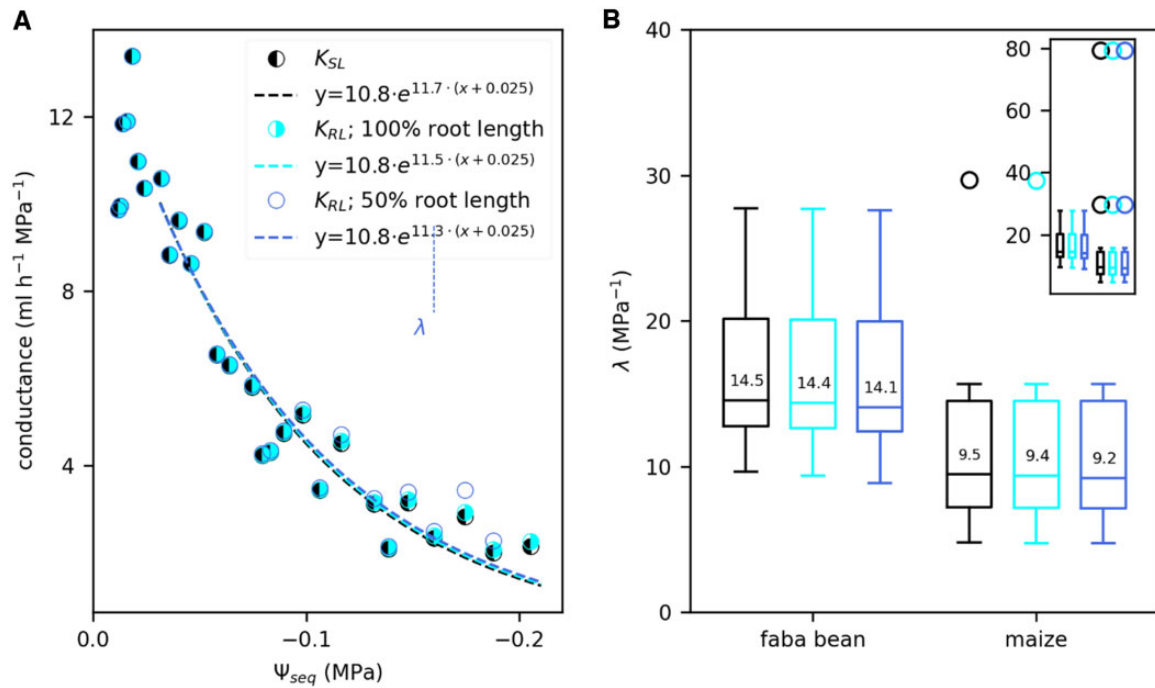 A
conductance (ml h⁻¹ MPa⁻¹)
12
8
4
K_SL
y=10.8·e^{11.7·(x+0.025)}
K_RL; 100% root length
y=10.8·e^{11.5·(x+0.025)}
K_RL; 50% root length
y=10.8·e^{11.3·(x+0.025)}
λ
0.0 −0.1 −0.2
Ψ_seq (MPa)
B
λ (MPa⁻¹)
40
30
20
10
0
80
60
40
20
14.5 14.4 14.1
9.5 9.4 9.2
faba bean maize